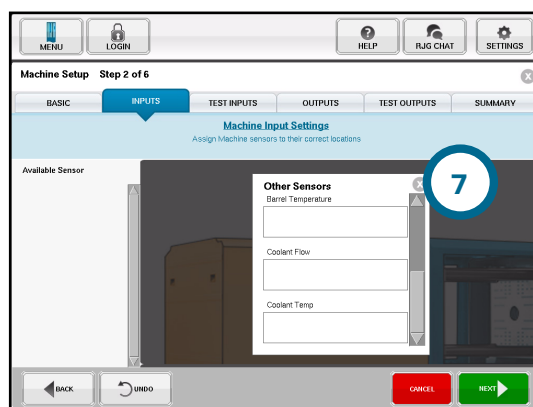 MENU
LOGIN
HELP
RJG CHAT
SETTINGS
Machine Setup Step 2 of 6
BASIC
INPUTS
TEST INPUTS
OUTPUTS
TEST OUTPUTS
SUMMARY
Machine Input Settings
Assign Machine sensors to their correct locations
Available Sensor
Other Sensors
7
Barrel Temperature
Coolant Flow
Coolant Temp
BACK
UNDO
CANCEL
NEXT